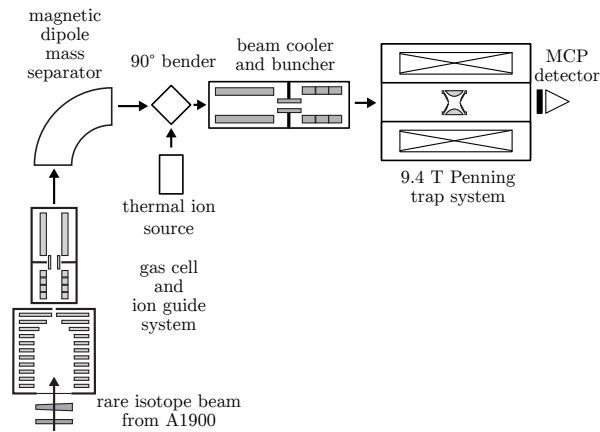 magnetic
dipole
mass
separator
90° bender
beam cooler
and buncher
MCP
detector
9.4 T Penning
trap system
thermal ion
source
gas cell
and
ion guide
system
rare isotope beam
from A1900